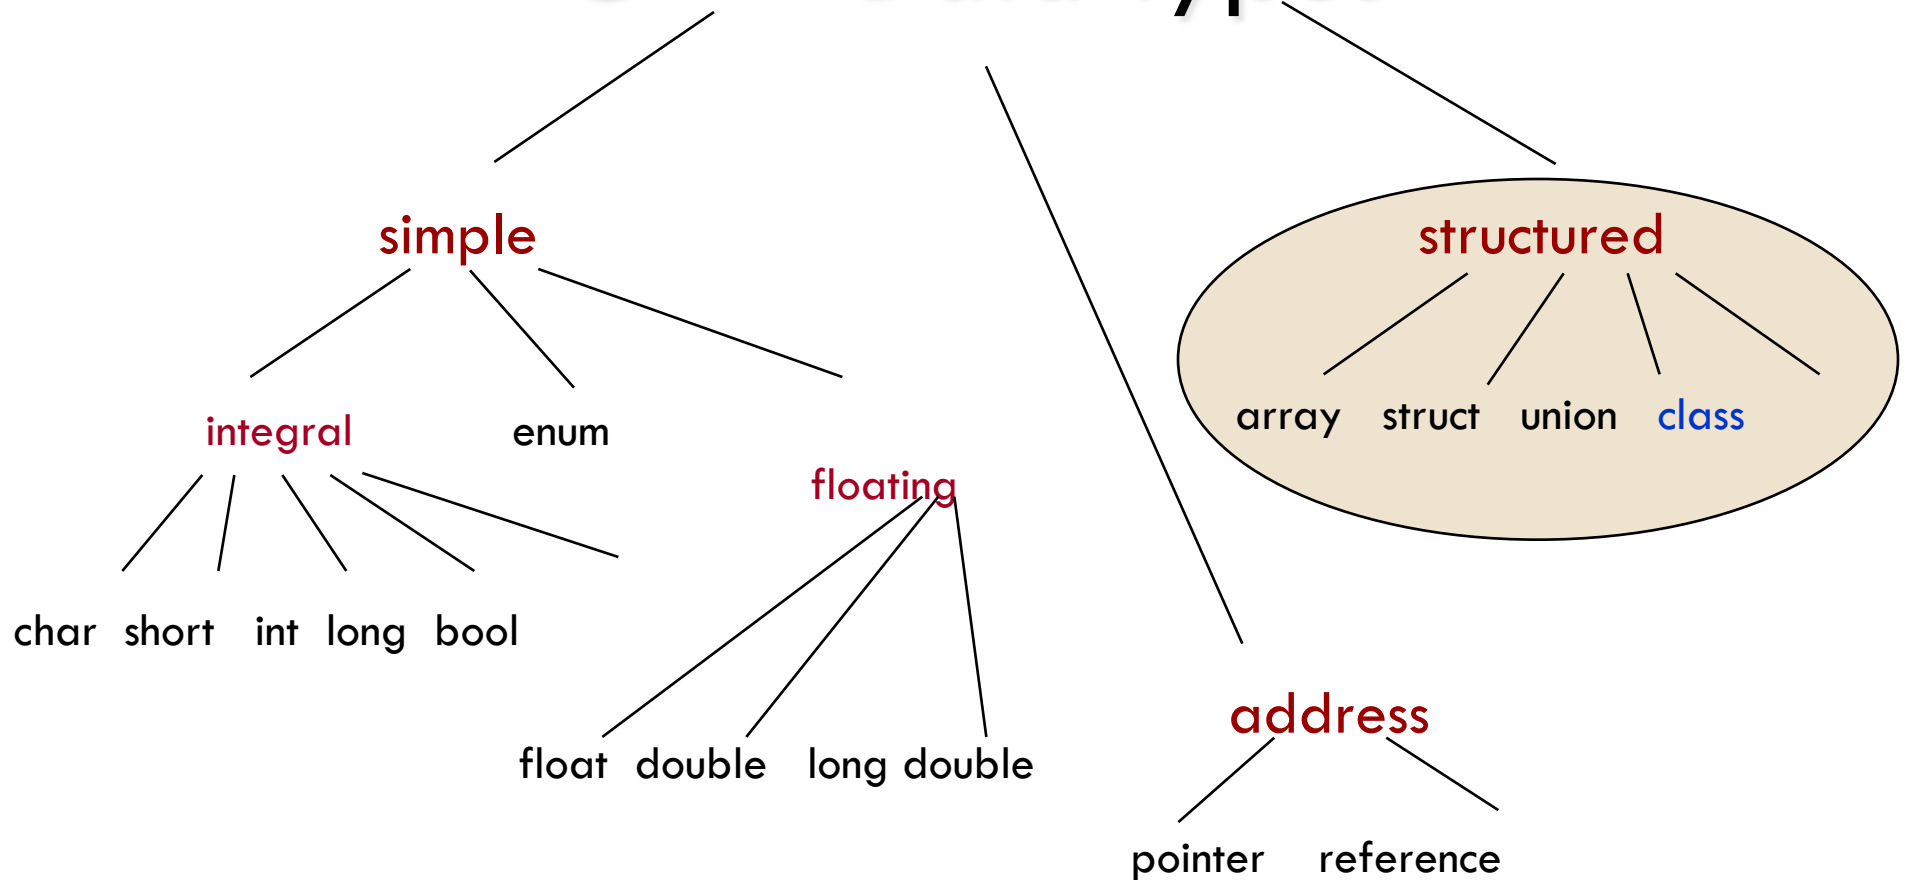 simple
structured
array struct union class
integral
enum
floating
char short int long bool
address
float double long double
pointer reference